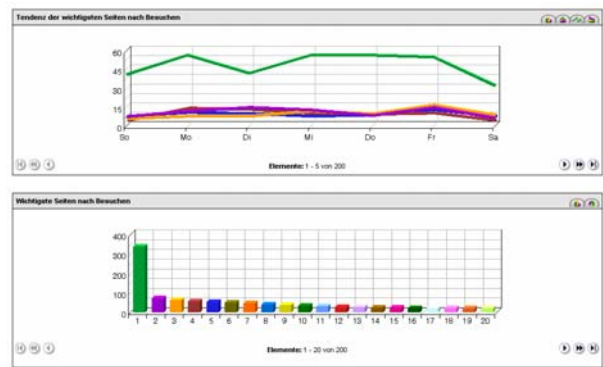 Tendenz der wichtigsten Seiten nach Besuchen
60
45
30
15
0
So Mo Di Mi Do Fr Sa
Elemente: 1 - 5 von 200
Wichtigste Seiten nach Besuchen
400
300
200
100
0
1 2 3 4 5 6 7 8 9 10 11 12 13 14 15 16 17 18 19 20
Elemente: 1 - 20 von 200